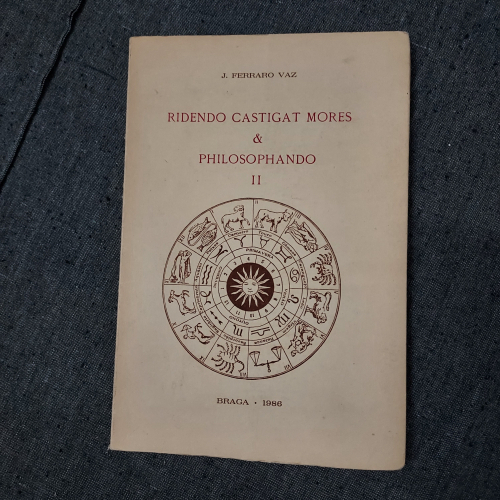 J. FERRARO VAZ
RIDENDO CASTIGAT MORES
&
PHILOSOPHANDO
II
BRAGA • 1986